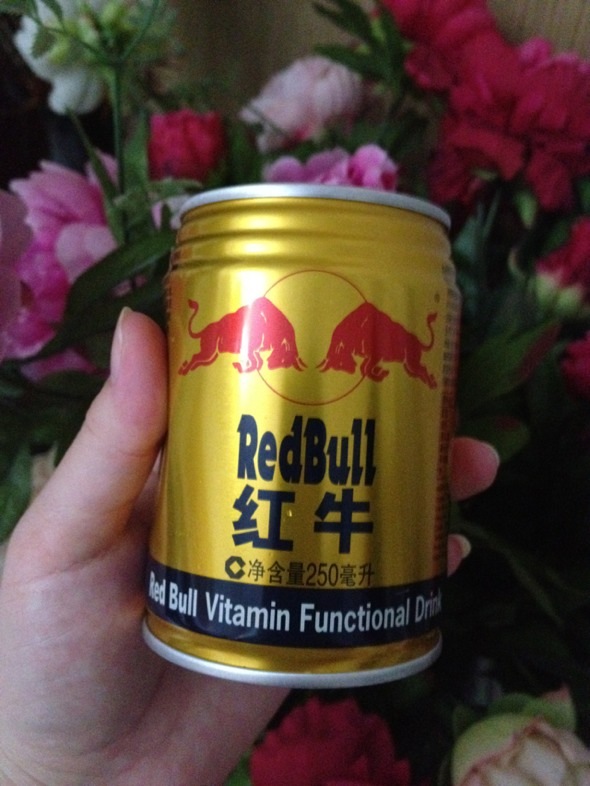 RedBull
红牛
净含量250毫升
Red Bull Vitamin Functional Drink